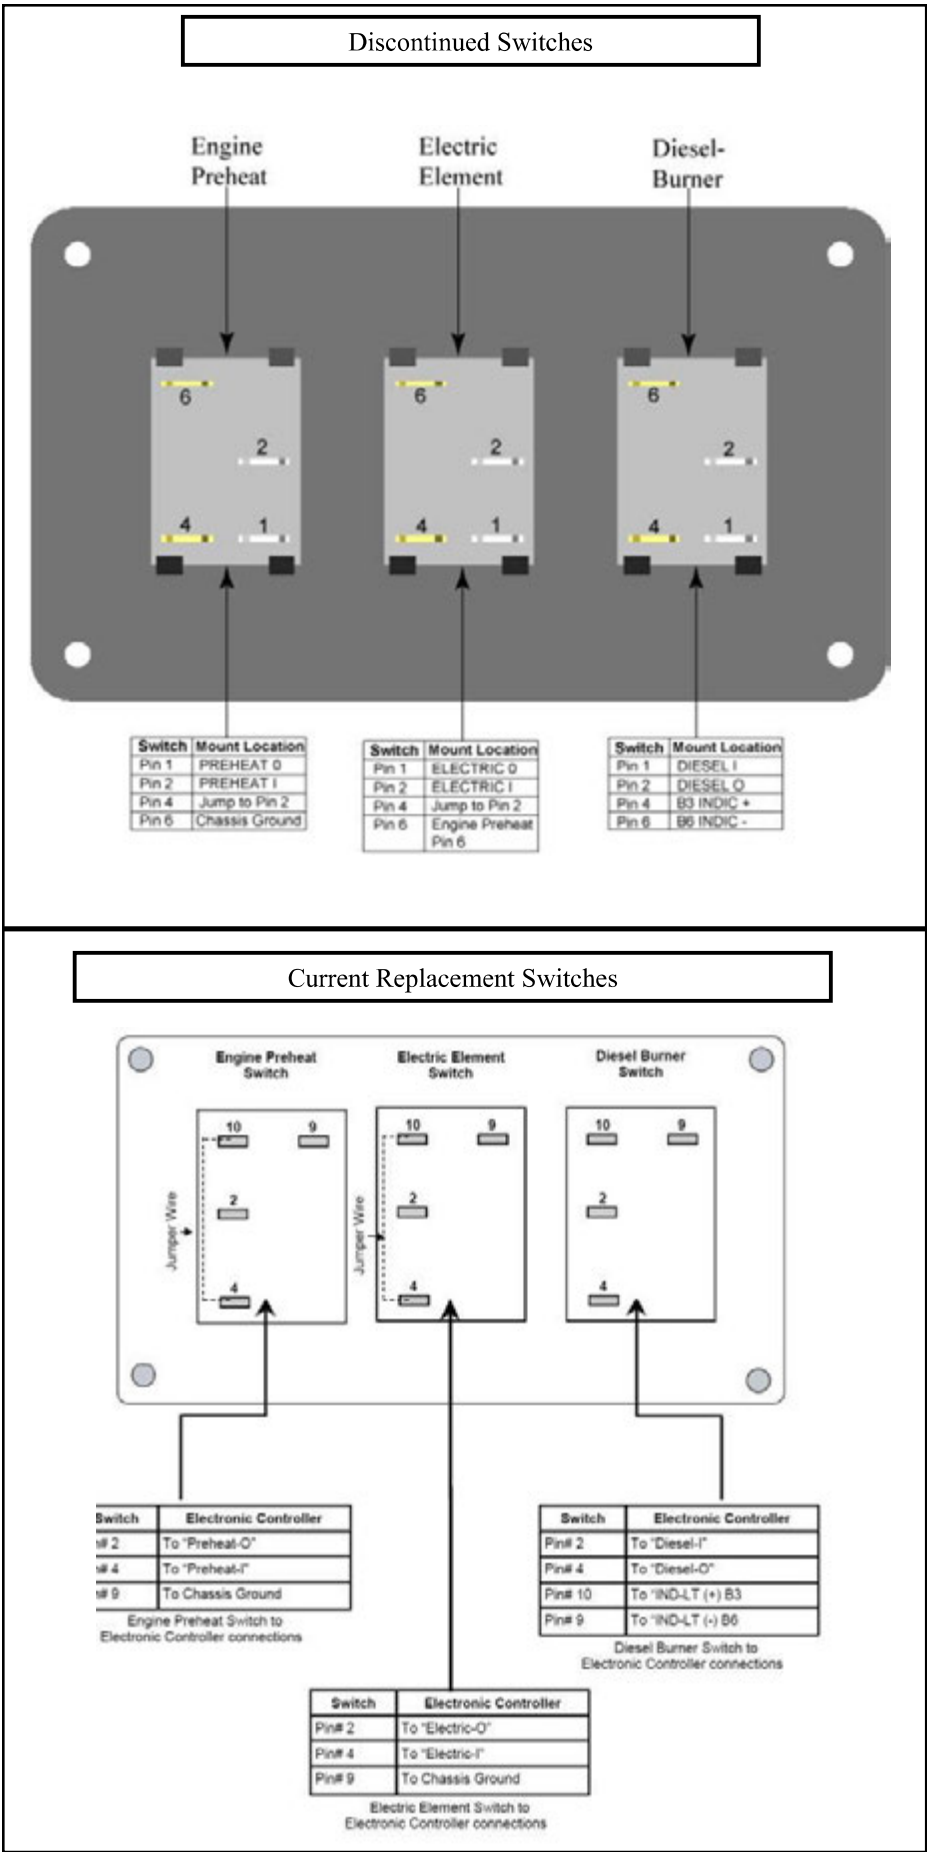 Discontinued Switches
Engine
Preheat
Electric
Element
Diesel-
Burner
6
2
4 1
6
2
4 1
6
2
4 1
Switch Mount Location
Pin 1 PREHEAT 0
Pin 2 PREHEAT I
Pin 4 Jump to Pin 2
Pin 6 Chassis Ground
Switch Mount Location
Pin 1 ELECTRIC 0
Pin 2 ELECTRIC I
Pin 4 Jump to Pin 2
Pin 6 Engine Preheat
Pin 6
Switch Mount Location
Pin 1 DIESEL I
Pin 2 DIESEL O
Pin 4 B3 INDIC +
Pin 6 B6 INDIC -
Current Replacement Switches
Engine Preheat
Switch
Electric Element
Switch
Diesel Burner
Switch
10 9
2
4
Jumper Wire
10 9
2
4
Jumper Wire
10 9
2
4
Switch Electronic Controller
n# 2 To "Preheat-O"
# 4 To "Preheat-I"
# 9 To Chassis Ground
Engine Preheat Switch to
Electronic Controller connections
Switch Electronic Controller
Pin# 2 To "Diesel-I"
Pin# 4 To "Diesel-O"
Pin# 10 To "IND-LT (+) B3
Pin# 9 To "IND-LT (-) B6
Diesel Burner Switch to
Electronic Controller connections
Switch Electronic Controller
Pin# 2 To "Electric-O"
Pin# 4 To "Electric-I"
Pin# 9 To Chassis Ground
Electric Element Switch to
Electronic Controller connections